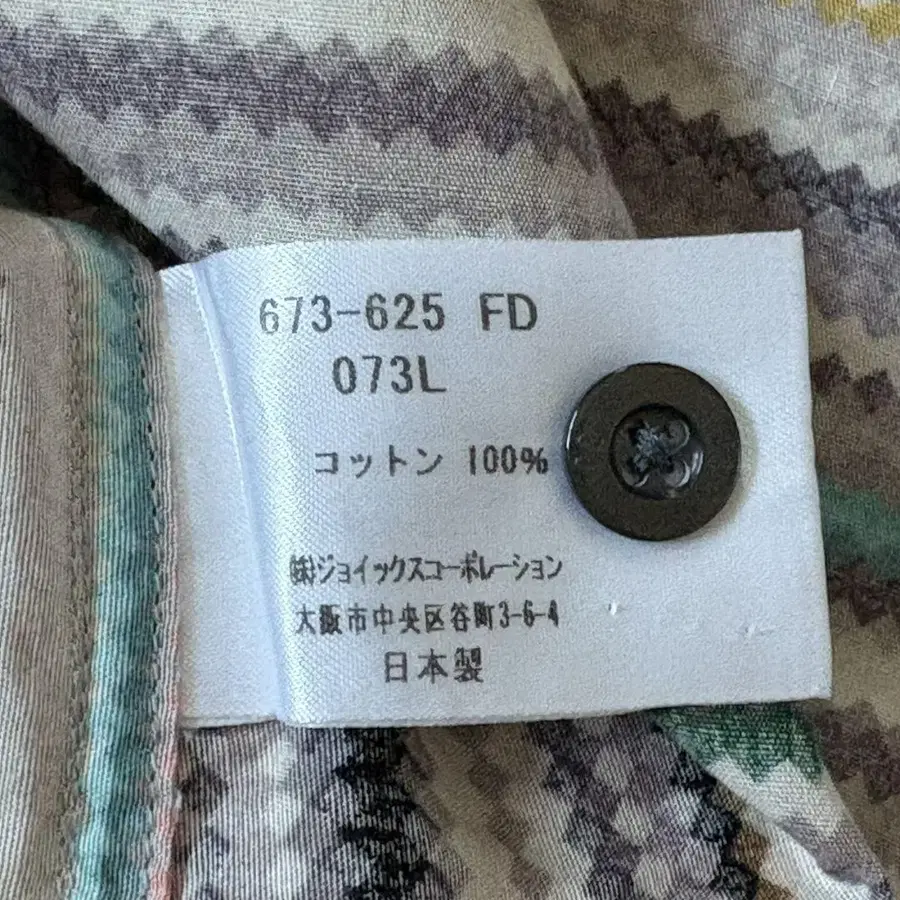 673-625 FD
073L
コットン 100%
㈱ジョイックスコーポレーション
大阪市中央区谷町3-6-4
日本製